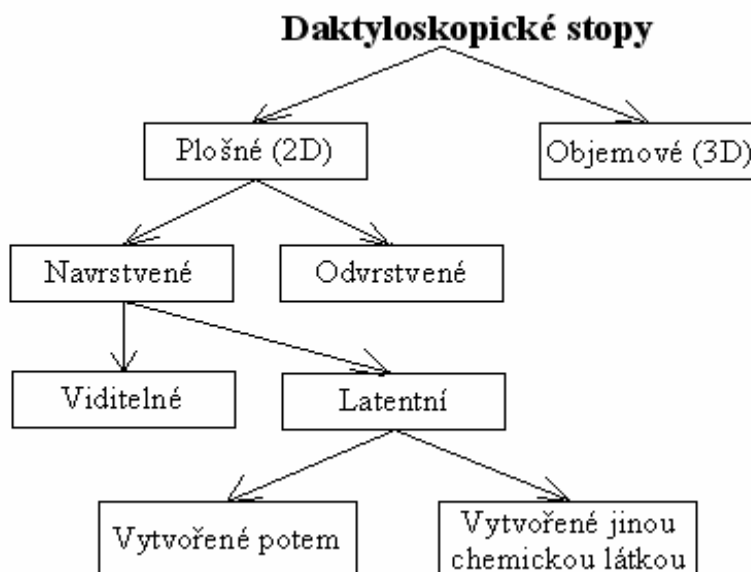 Daktyloskopické stopy
Plošné (2D)
Objemové (3D)
Navrstvené
Odvrstvené
Viditelné
Latentní
Vytvořené potem
Vytvořené jinou
chemickou látkou